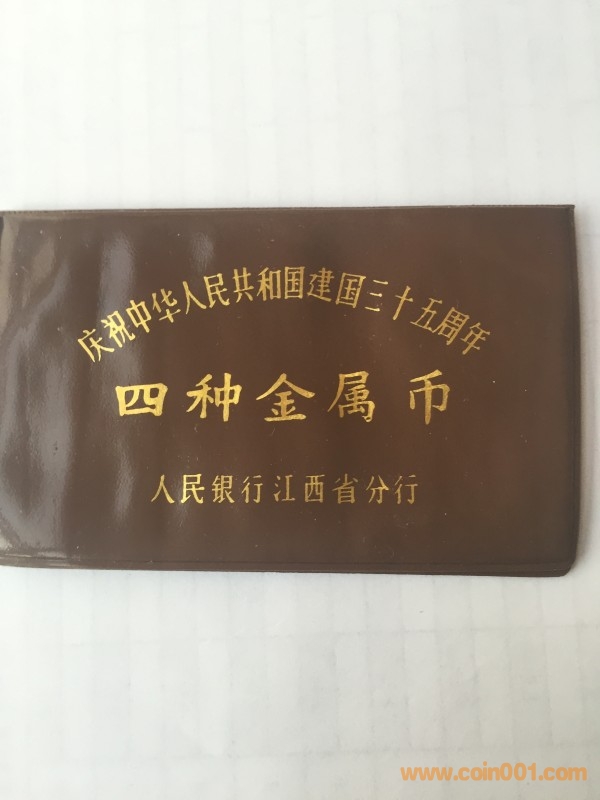 庆祝中华人民共和国建国三十五周年
四种金属币
人民银行江西省分行
www.coin001.com